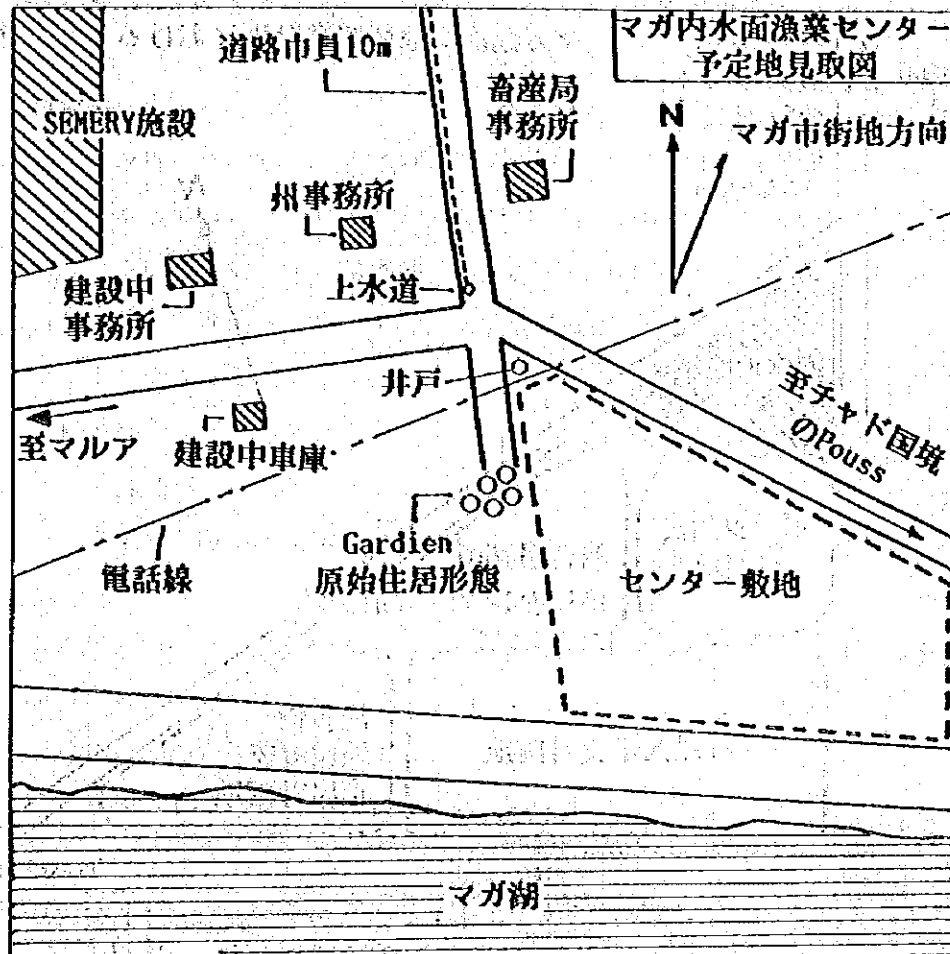 マガ内水面漁業センター
予定地見取図
道路巾員10m
畜産局
事務所
N
マガ市街地方向
SEMERY施設
州事務所
上水道
建設中
事務所
井戸
至チャド国境
のPouss
至マルア
建設中車庫
Gardien
原始住居形態
電話線
センター敷地
マガ湖